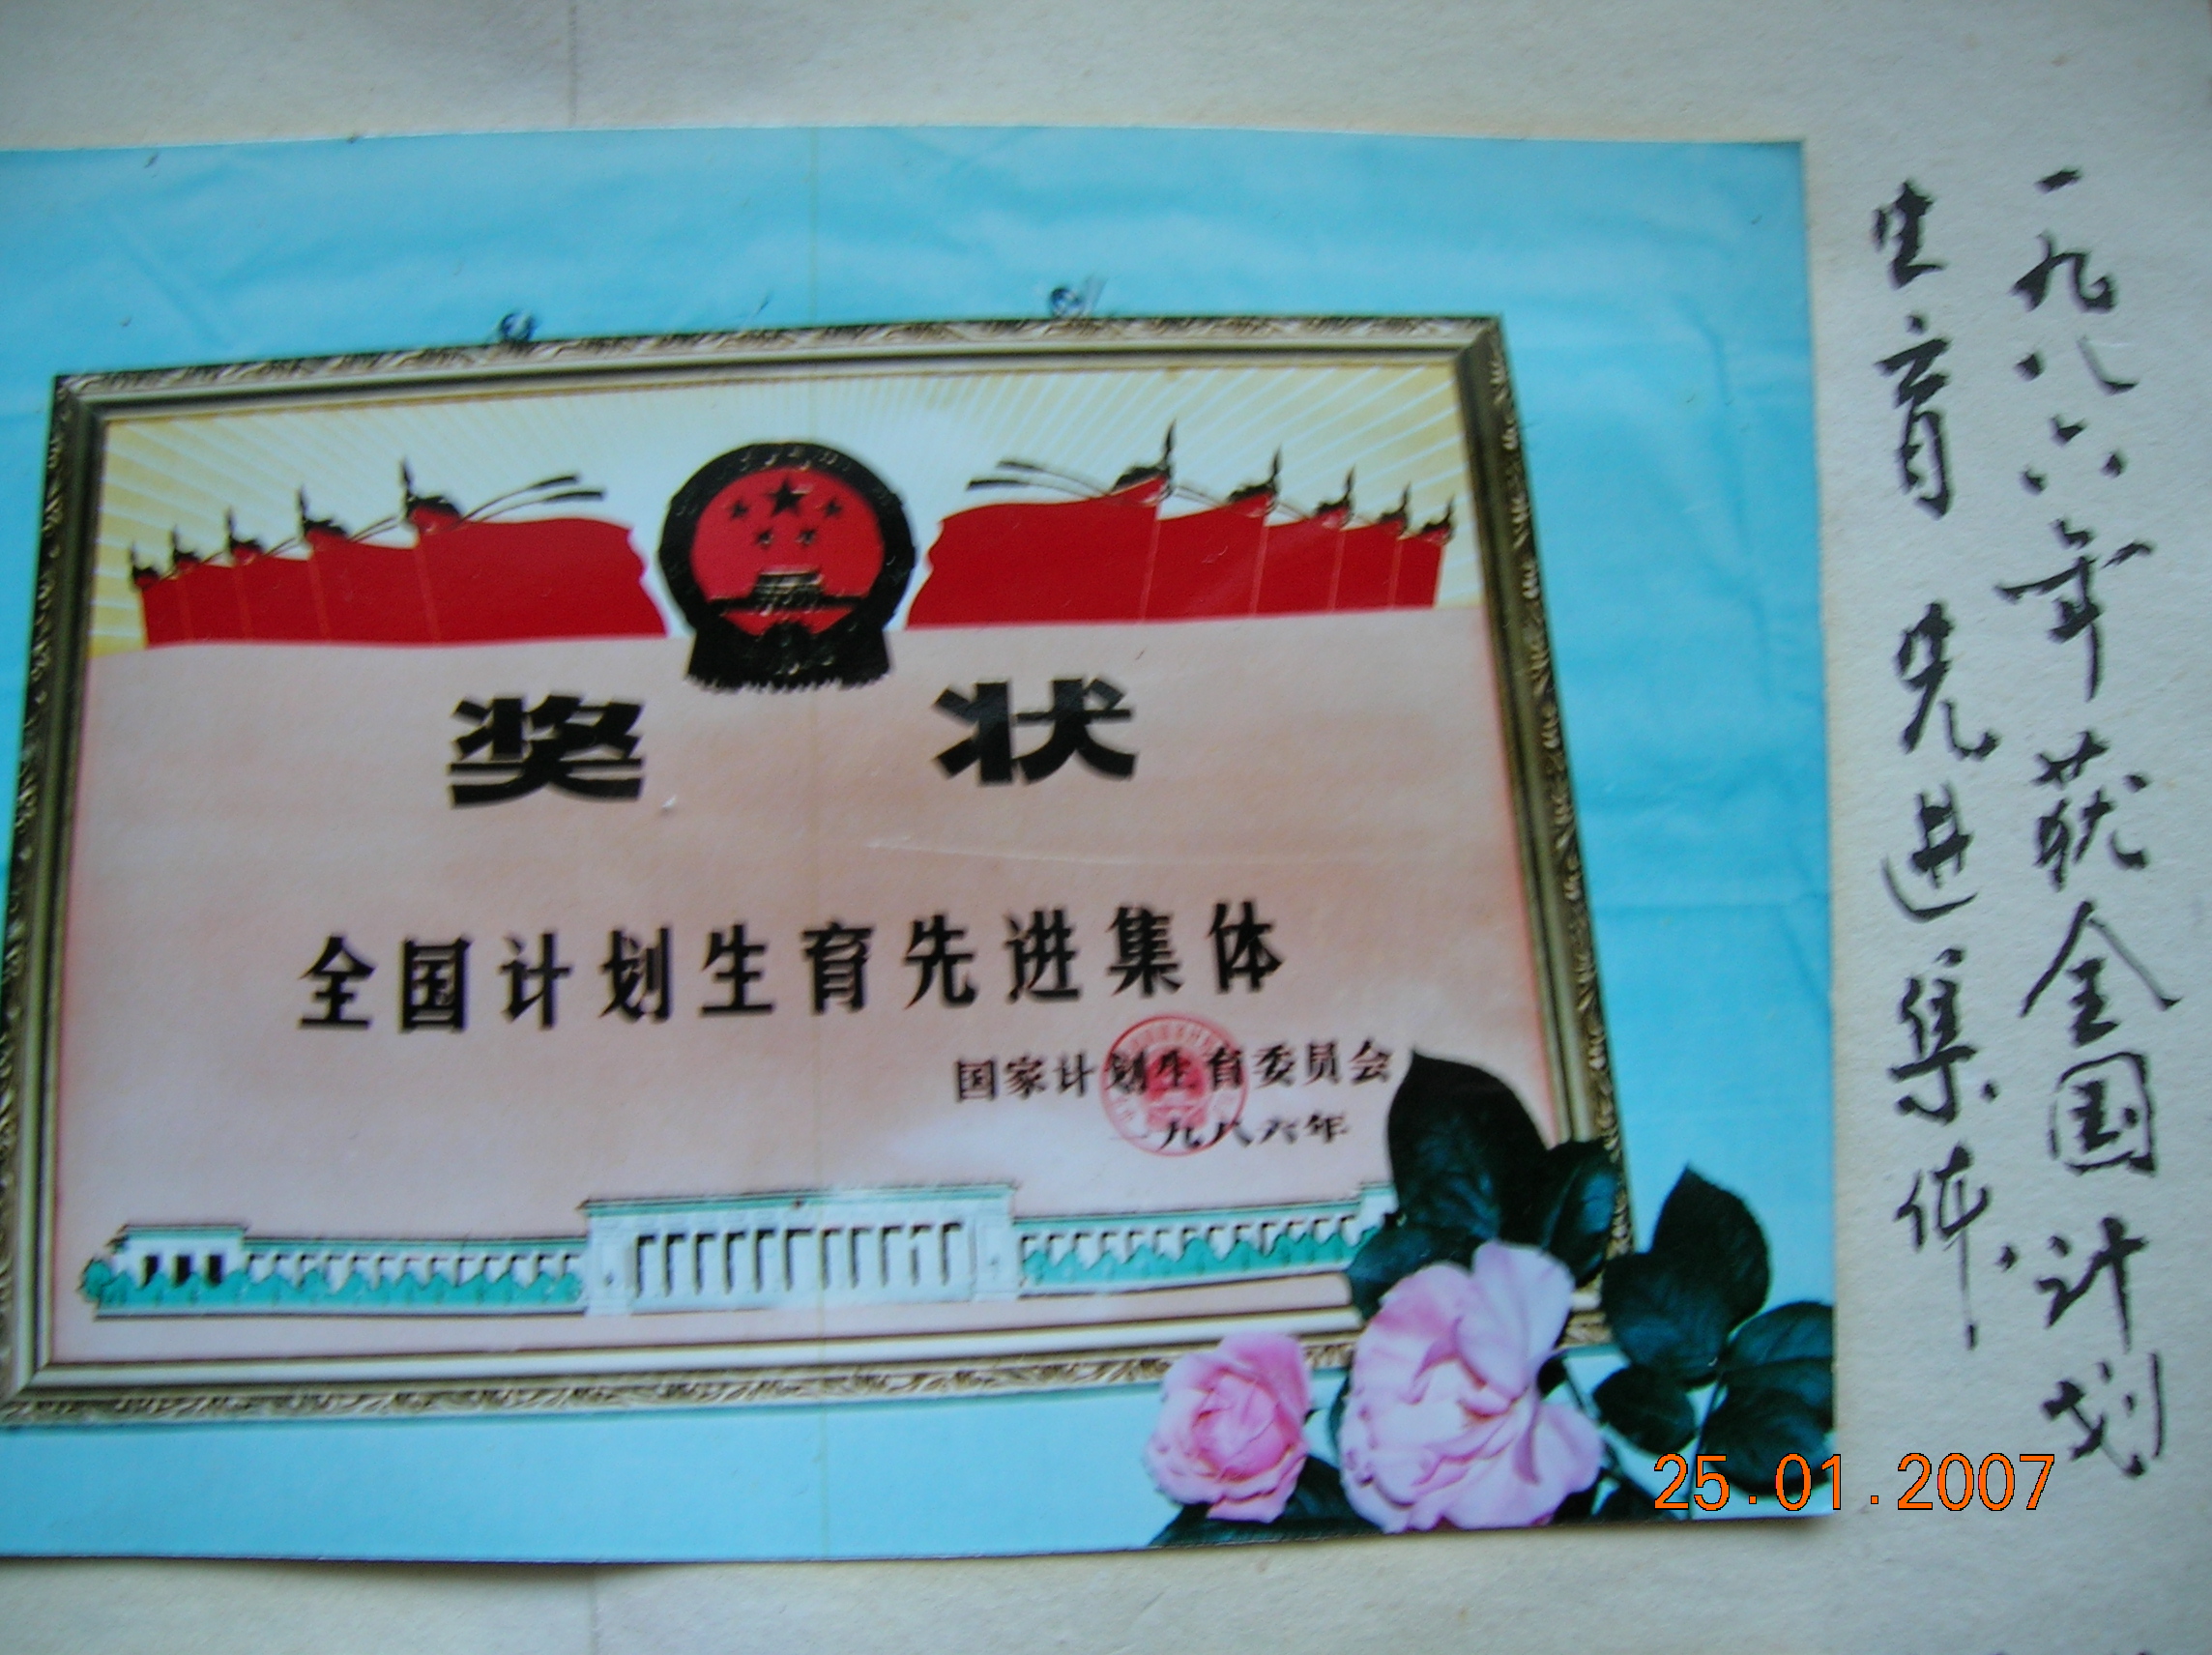 奖状
全国计划生育先进集体
国家计划生育委员会
一九八六年
一九八六年获全国计划
生育先进集体.
25.01.2007